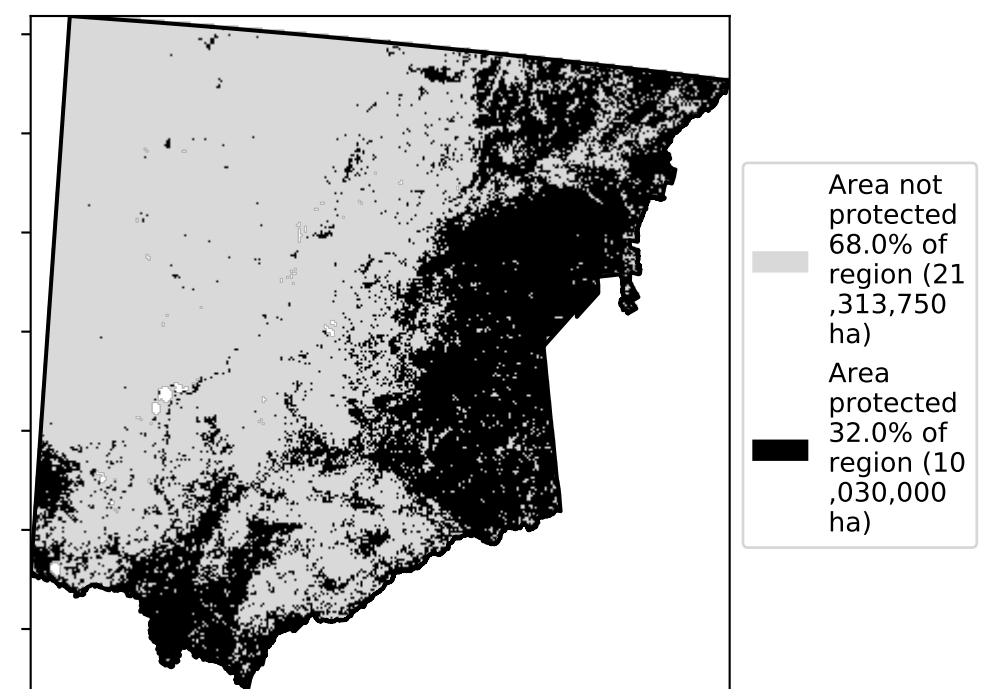 Area not
protected
68.0% of
region (21
,313,750
ha)
Area
protected
32.0% of
region (10
,030,000
ha)